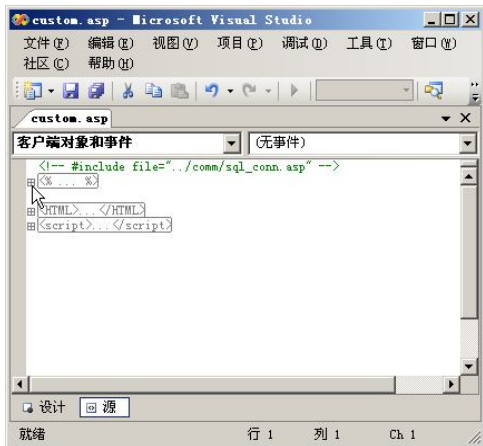 custom.asp - Microsoft Visual Studio
文件(F) 编辑(E) 视图(V) 项目(P) 调试(D) 工具(T) 窗口(W)
社区(C) 帮助(H)
custom.asp
客户端对象和事件 (无事件)
<!-- #include file="../comm/sql_conn.asp" -->
<% ... %>
<HTML>...</HTML>
<script>...</script>
设计 源
就绪 行 1 列 1 Ch 1